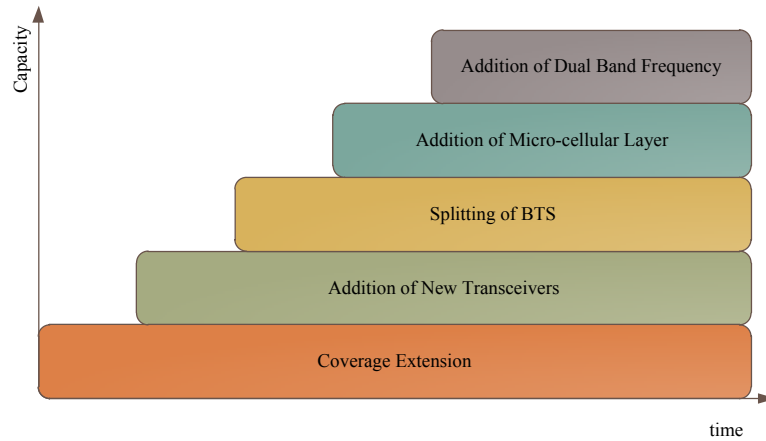 Capacity
Addition of Dual Band Frequency
Addition of Micro-cellular Layer
Splitting of BTS
Addition of New Transceivers
Coverage Extension
time